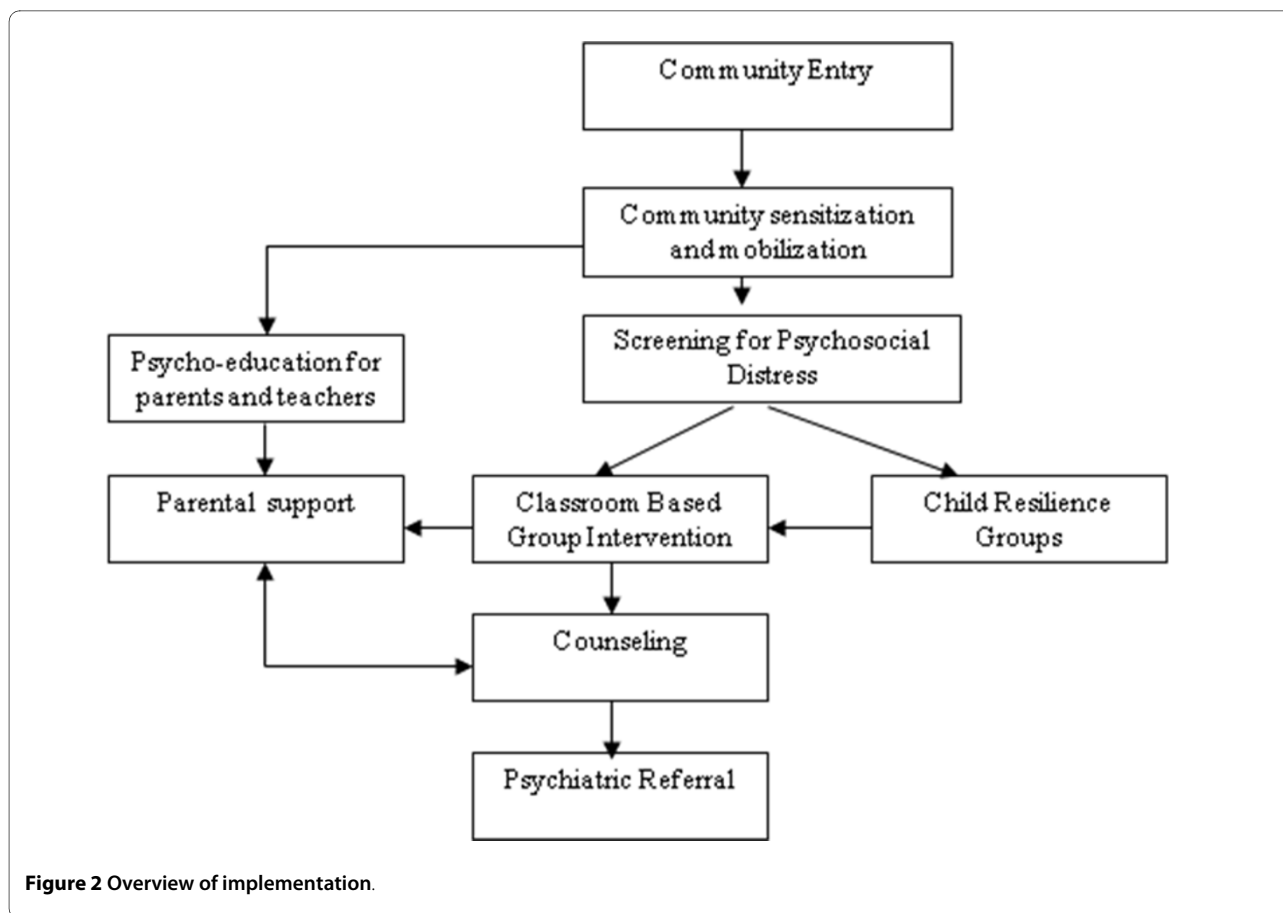 Community Entry
Community sensitization
and mobilization
Screening for Psychosocial
Distress
Psycho-education for
parents and teachers
Parental support
Classroom Based
Group Intervention
Child Resilience
Groups
Counseling
Psychiatric Referral
Figure 2 Overview of implementation.